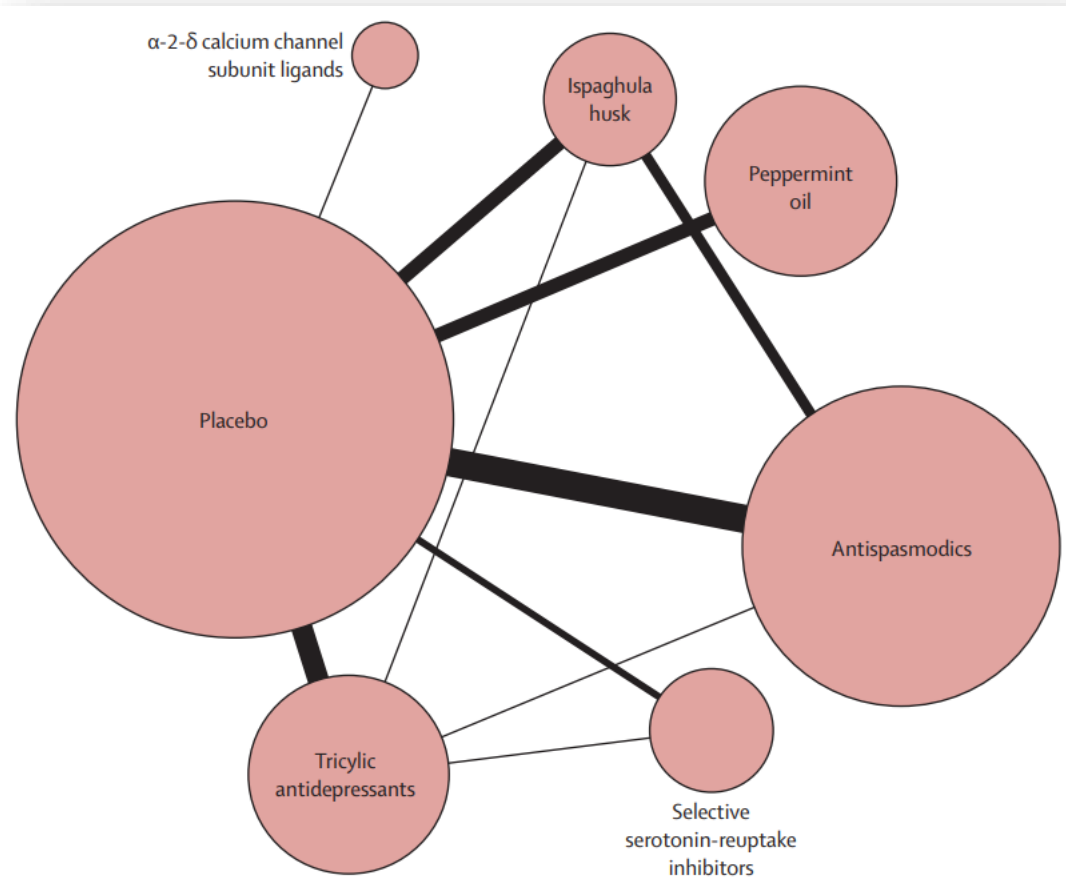 α-2-δ calcium channel
subunit ligands
Ispaghula
husk
Peppermint
oil
Placebo
Antispasmodics
Tricylic
antidepressants
Selective
serotonin-reuptake
inhibitors